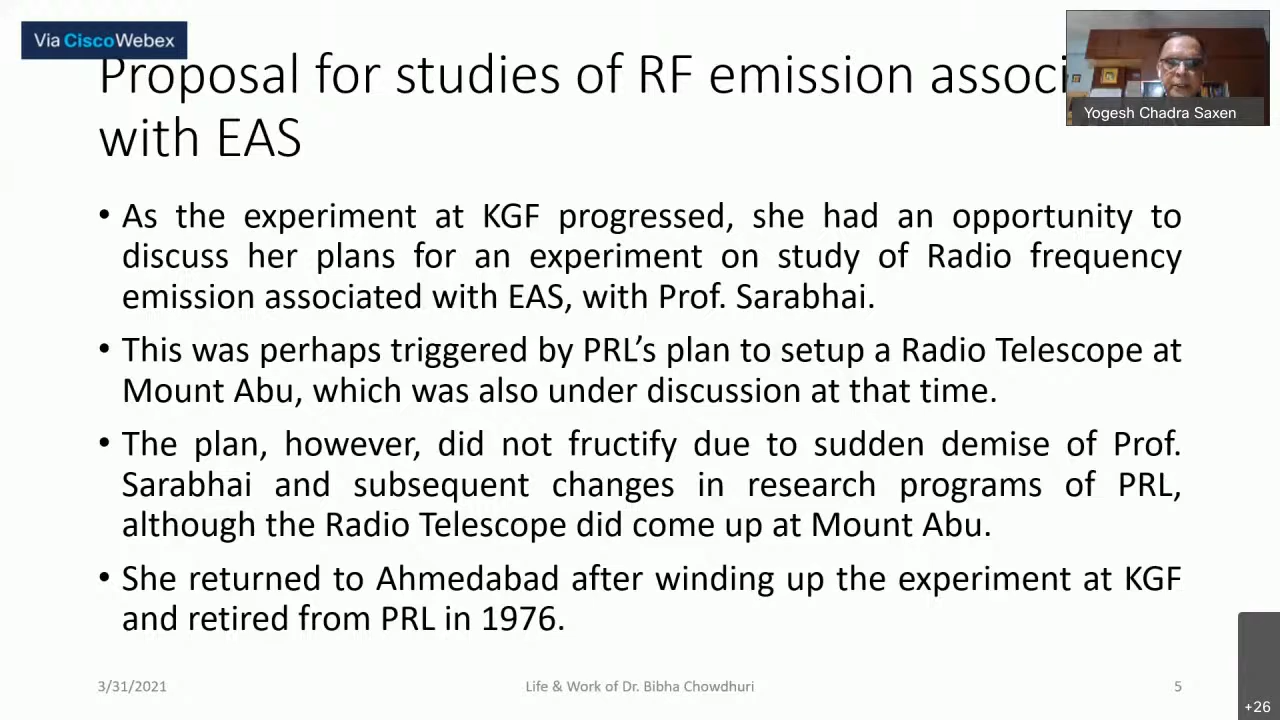 Via CiscoWebex
Proposal for studies of RF emission associ
with EAS
Yogesh Chadra Saxen
• As the experiment at KGF progressed, she had an opportunity to
discuss her plans for an experiment on study of Radio frequency
emission associated with EAS, with Prof. Sarabhai.
• This was perhaps triggered by PRL’s plan to setup a Radio Telescope at
Mount Abu, which was also under discussion at that time.
• The plan, however, did not fructify due to sudden demise of Prof.
Sarabhai and subsequent changes in research programs of PRL,
although the Radio Telescope did come up at Mount Abu.
• She returned to Ahmedabad after winding up the experiment at KGF
and retired from PRL in 1976.
3/31/2021
Life & Work of Dr. Bibha Chowdhuri
5
+26